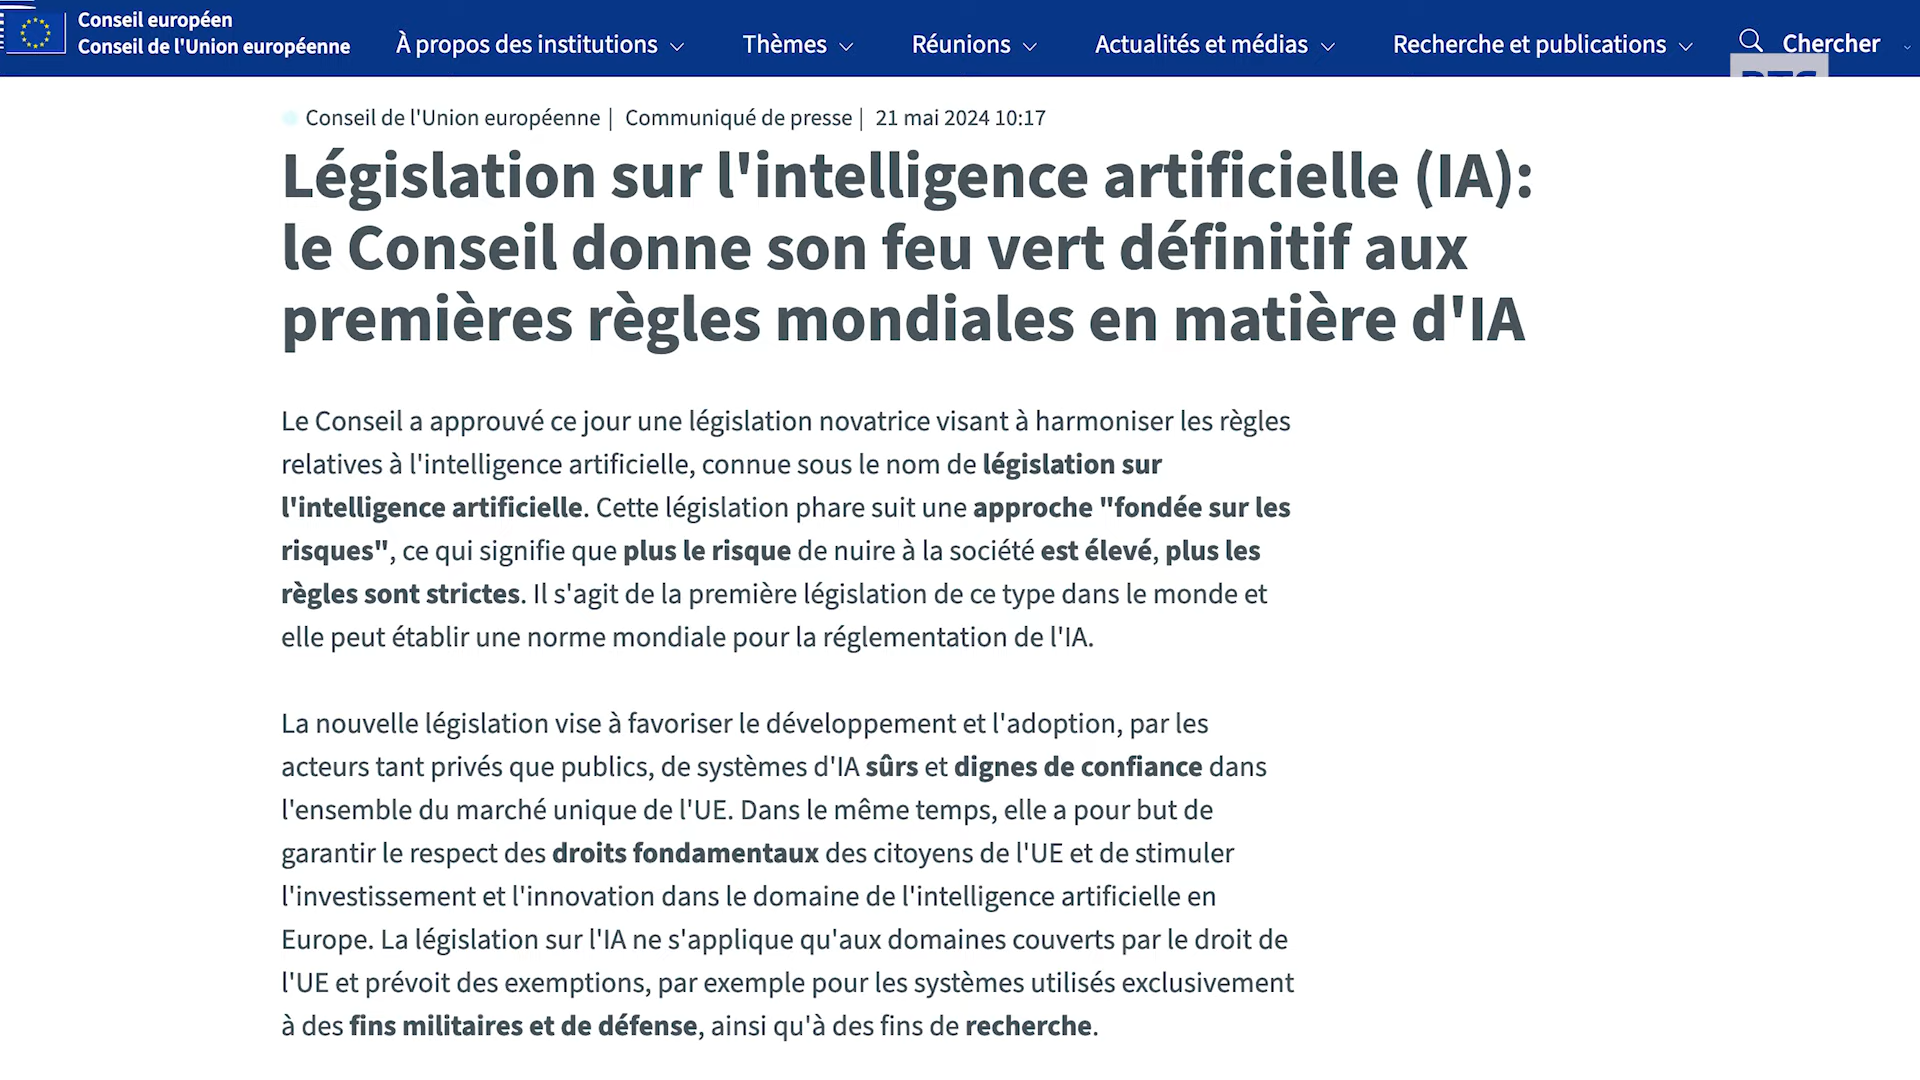 Conseil européen
Conseil de l'Union européenne
À propos des institutions
Thèmes
Réunions
Actualités et médias
Recherche et publications
Chercher
Conseil de l'Union européenne | Communiqué de presse | 21 mai 2024 10:17
Législation sur l'intelligence artificielle (IA):
le Conseil donne son feu vert définitif aux
premières règles mondiales en matière d'IA
Le Conseil a approuvé ce jour une législation novatrice visant à harmoniser les règles
relatives à l'intelligence artificielle, connue sous le nom de législation sur
l'intelligence artificielle. Cette législation phare suit une approche "fondée sur les
risques", ce qui signifie que plus le risque de nuire à la société est élevé, plus les
règles sont strictes. Il s'agit de la première législation de ce type dans le monde et
elle peut établir une norme mondiale pour la réglementation de l'IA.
La nouvelle législation vise à favoriser le développement et l'adoption, par les
acteurs tant privés que publics, de systèmes d'IA sûrs et dignes de confiance dans
l'ensemble du marché unique de l'UE. Dans le même temps, elle a pour but de
garantir le respect des droits fondamentaux des citoyens de l'UE et de stimuler
l'investissement et l'innovation dans le domaine de l'intelligence artificielle en
Europe. La législation sur l'IA ne s'applique qu'aux domaines couverts par le droit de
l'UE et prévoit des exemptions, par exemple pour les systèmes utilisés exclusivement
à des fins militaires et de défense, ainsi qu'à des fins de recherche.